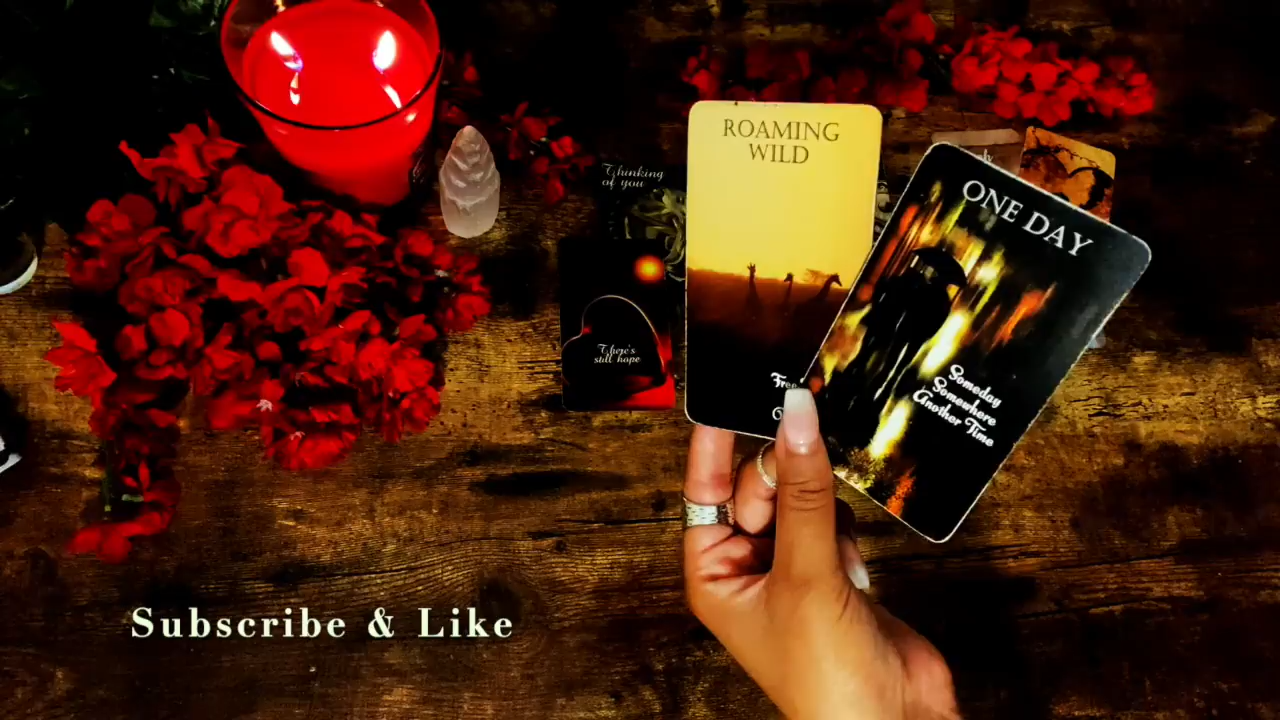 ROAMING
WILD
ONE DAY
Someday
Somewhere
Another Time
Thinking
of you
There's
still hope
Subscribe & Like